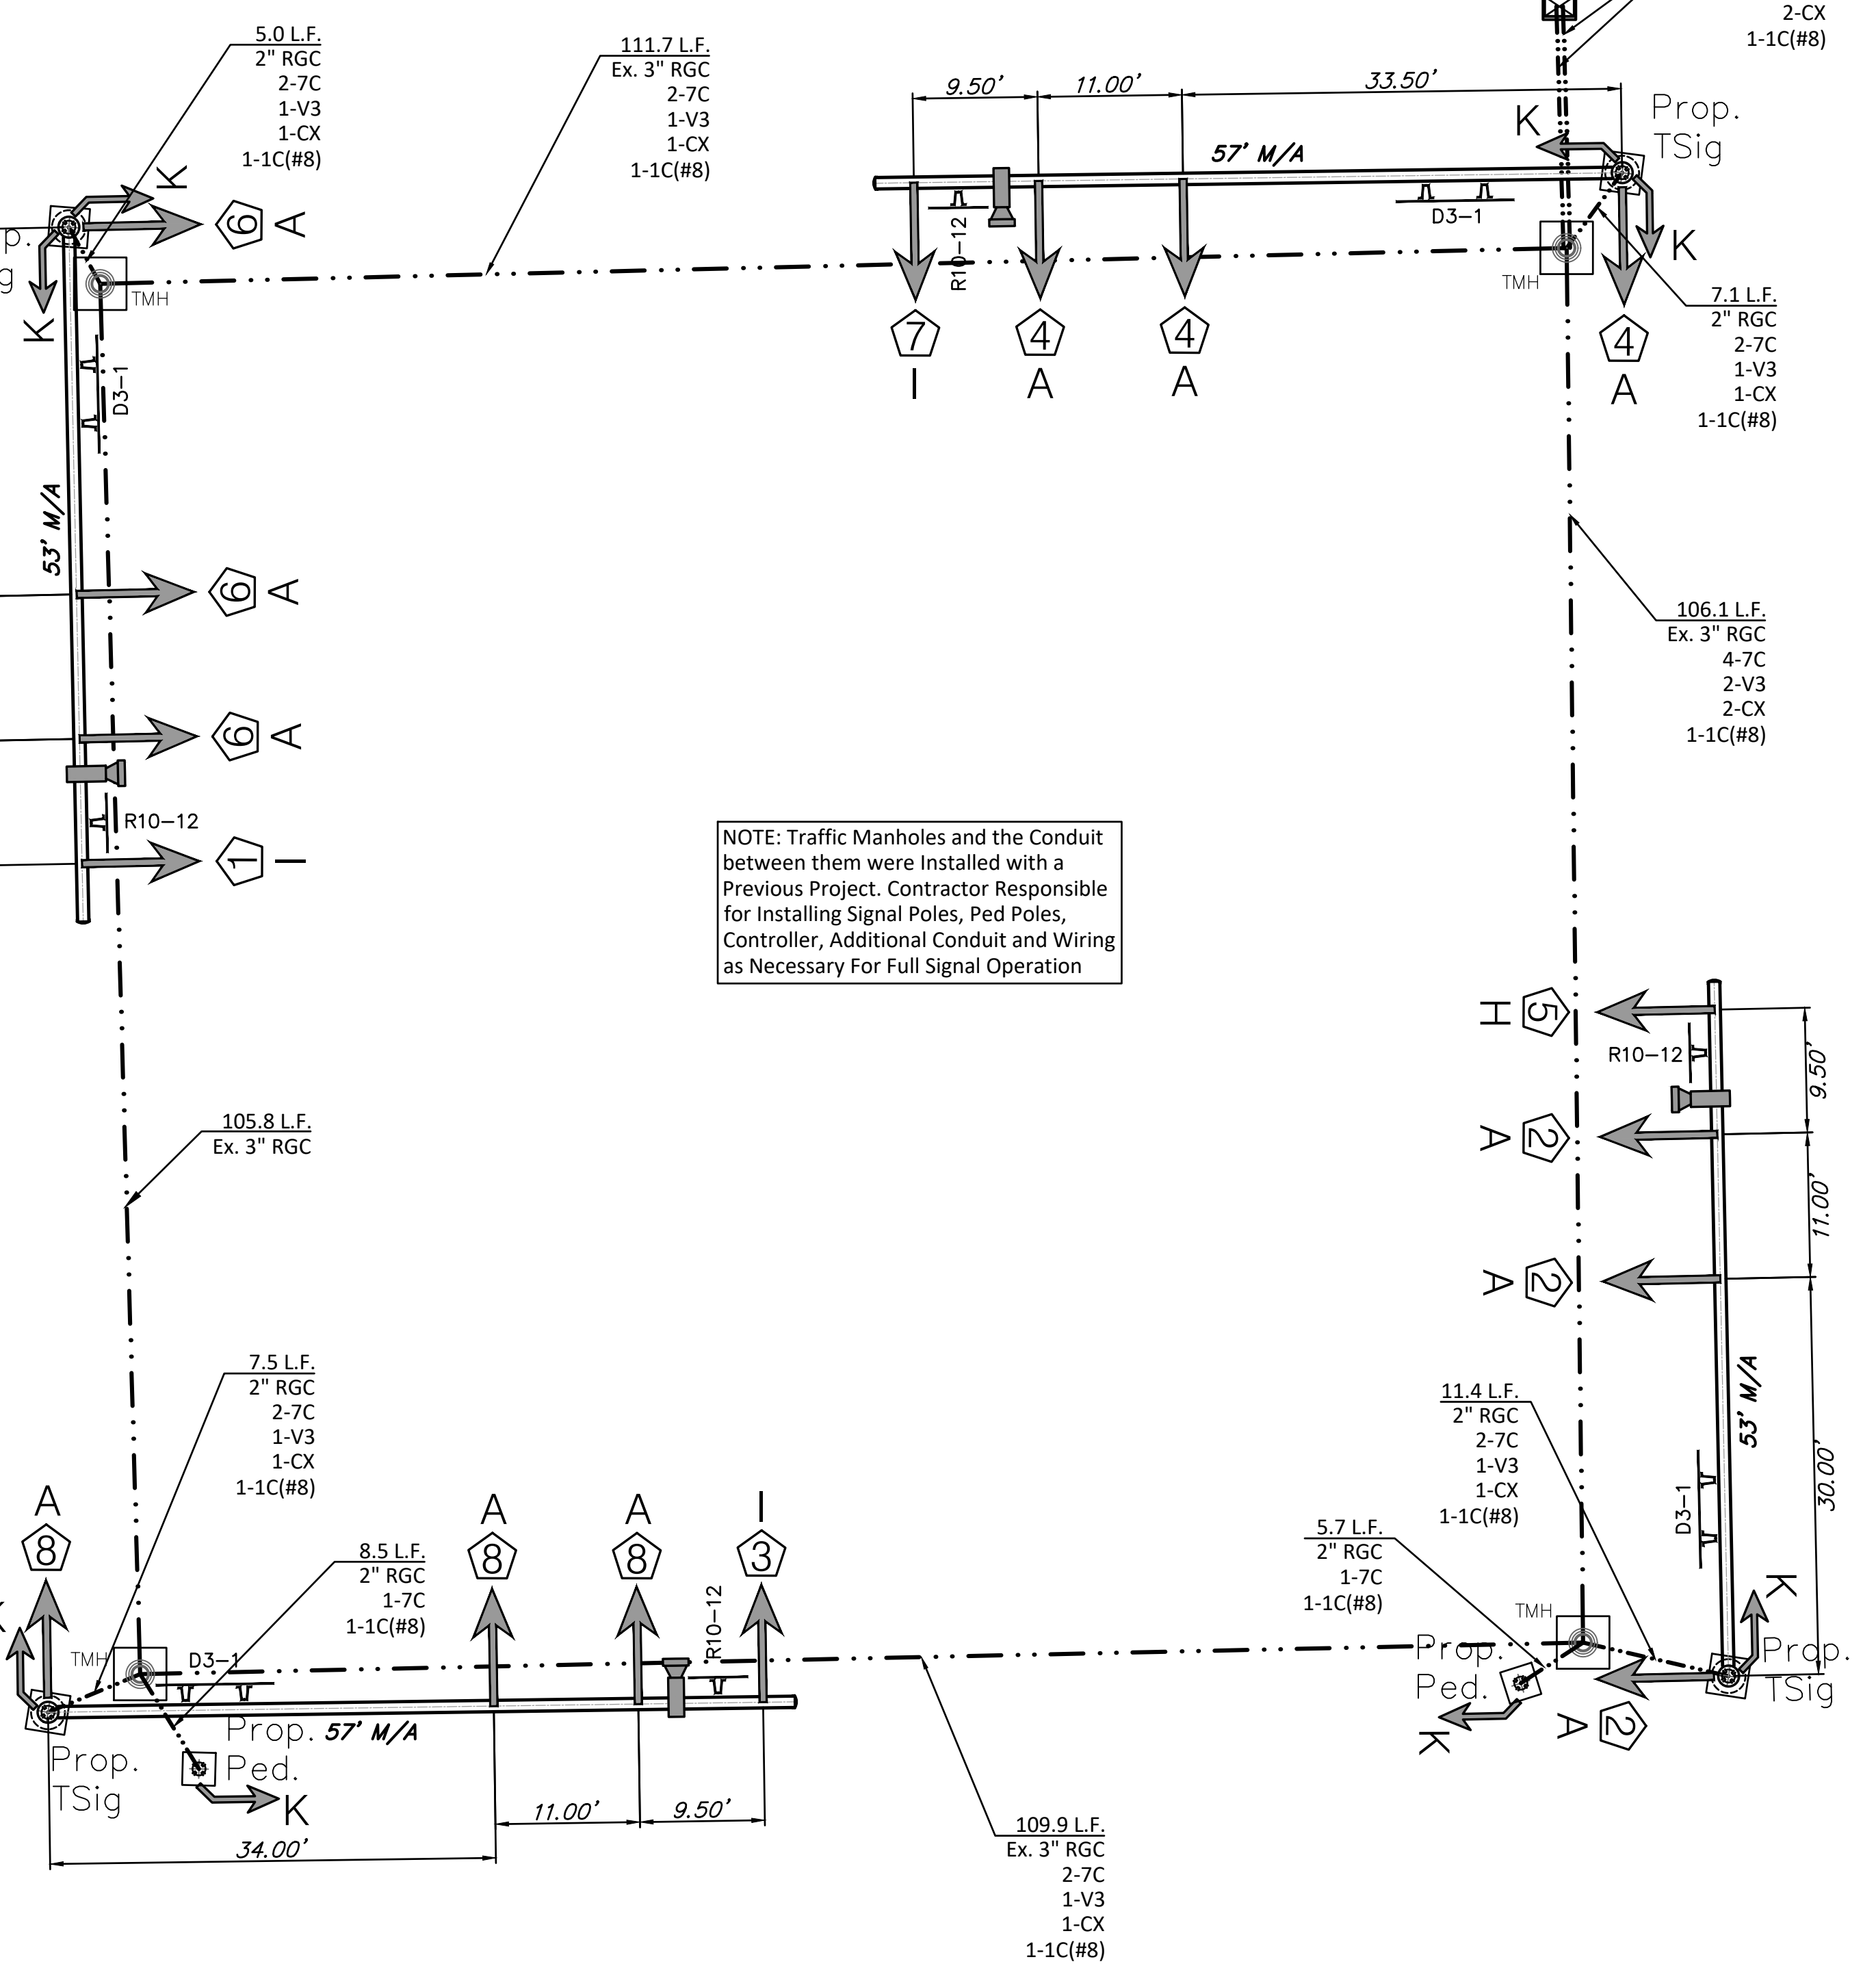 2-CX
1-1C(#8)
5.0 L.F.
2" RGC
2-7C
1-V3
1-CX
1-1C(#8)
111.7 L.F.
Ex. 3" RGC
2-7C
1-V3
1-CX
1-1C(#8)
9.50'
11.00'
33.50'
57' M/A
K
Prop.
TSig
R10-12
D3-1
K
TMH
7
I
4
A
4
A
4
A
7.1 L.F.
2" RGC
2-7C
1-V3
1-CX
1-1C(#8)
K
6
A
K
TMH
D3-1
53' M/A
6
A
6
A
R10-12
1
I
106.1 L.F.
Ex. 3" RGC
4-7C
2-V3
2-CX
1-1C(#8)
NOTE: Traffic Manholes and the Conduit
between them were Installed with a
Previous Project. Contractor Responsible
for Installing Signal Poles, Ped Poles,
Controller, Additional Conduit and Wiring
as Necessary For Full Signal Operation
H
5
R10-12
9.50'
A
2
11.00'
A
2
53' M/A
30.00'
D3-1
105.8 L.F.
Ex. 3" RGC
7.5 L.F.
2" RGC
2-7C
1-V3
1-CX
1-1C(#8)
8.5 L.F.
2" RGC
1-7C
1-1C(#8)
A
8
A
8
A
8
I
3
R10-12
TMH
D3-1
Prop.
TSig
Prop.
Ped.
57' M/A
K
34.00'
11.00'
9.50'
11.4 L.F.
2" RGC
2-7C
1-V3
1-CX
1-1C(#8)
5.7 L.F.
2" RGC
1-7C
1-1C(#8)
TMH
Prop.
Ped.
K
A
2
K
Prop.
TSig
109.9 L.F.
Ex. 3" RGC
2-7C
1-V3
1-CX
1-1C(#8)